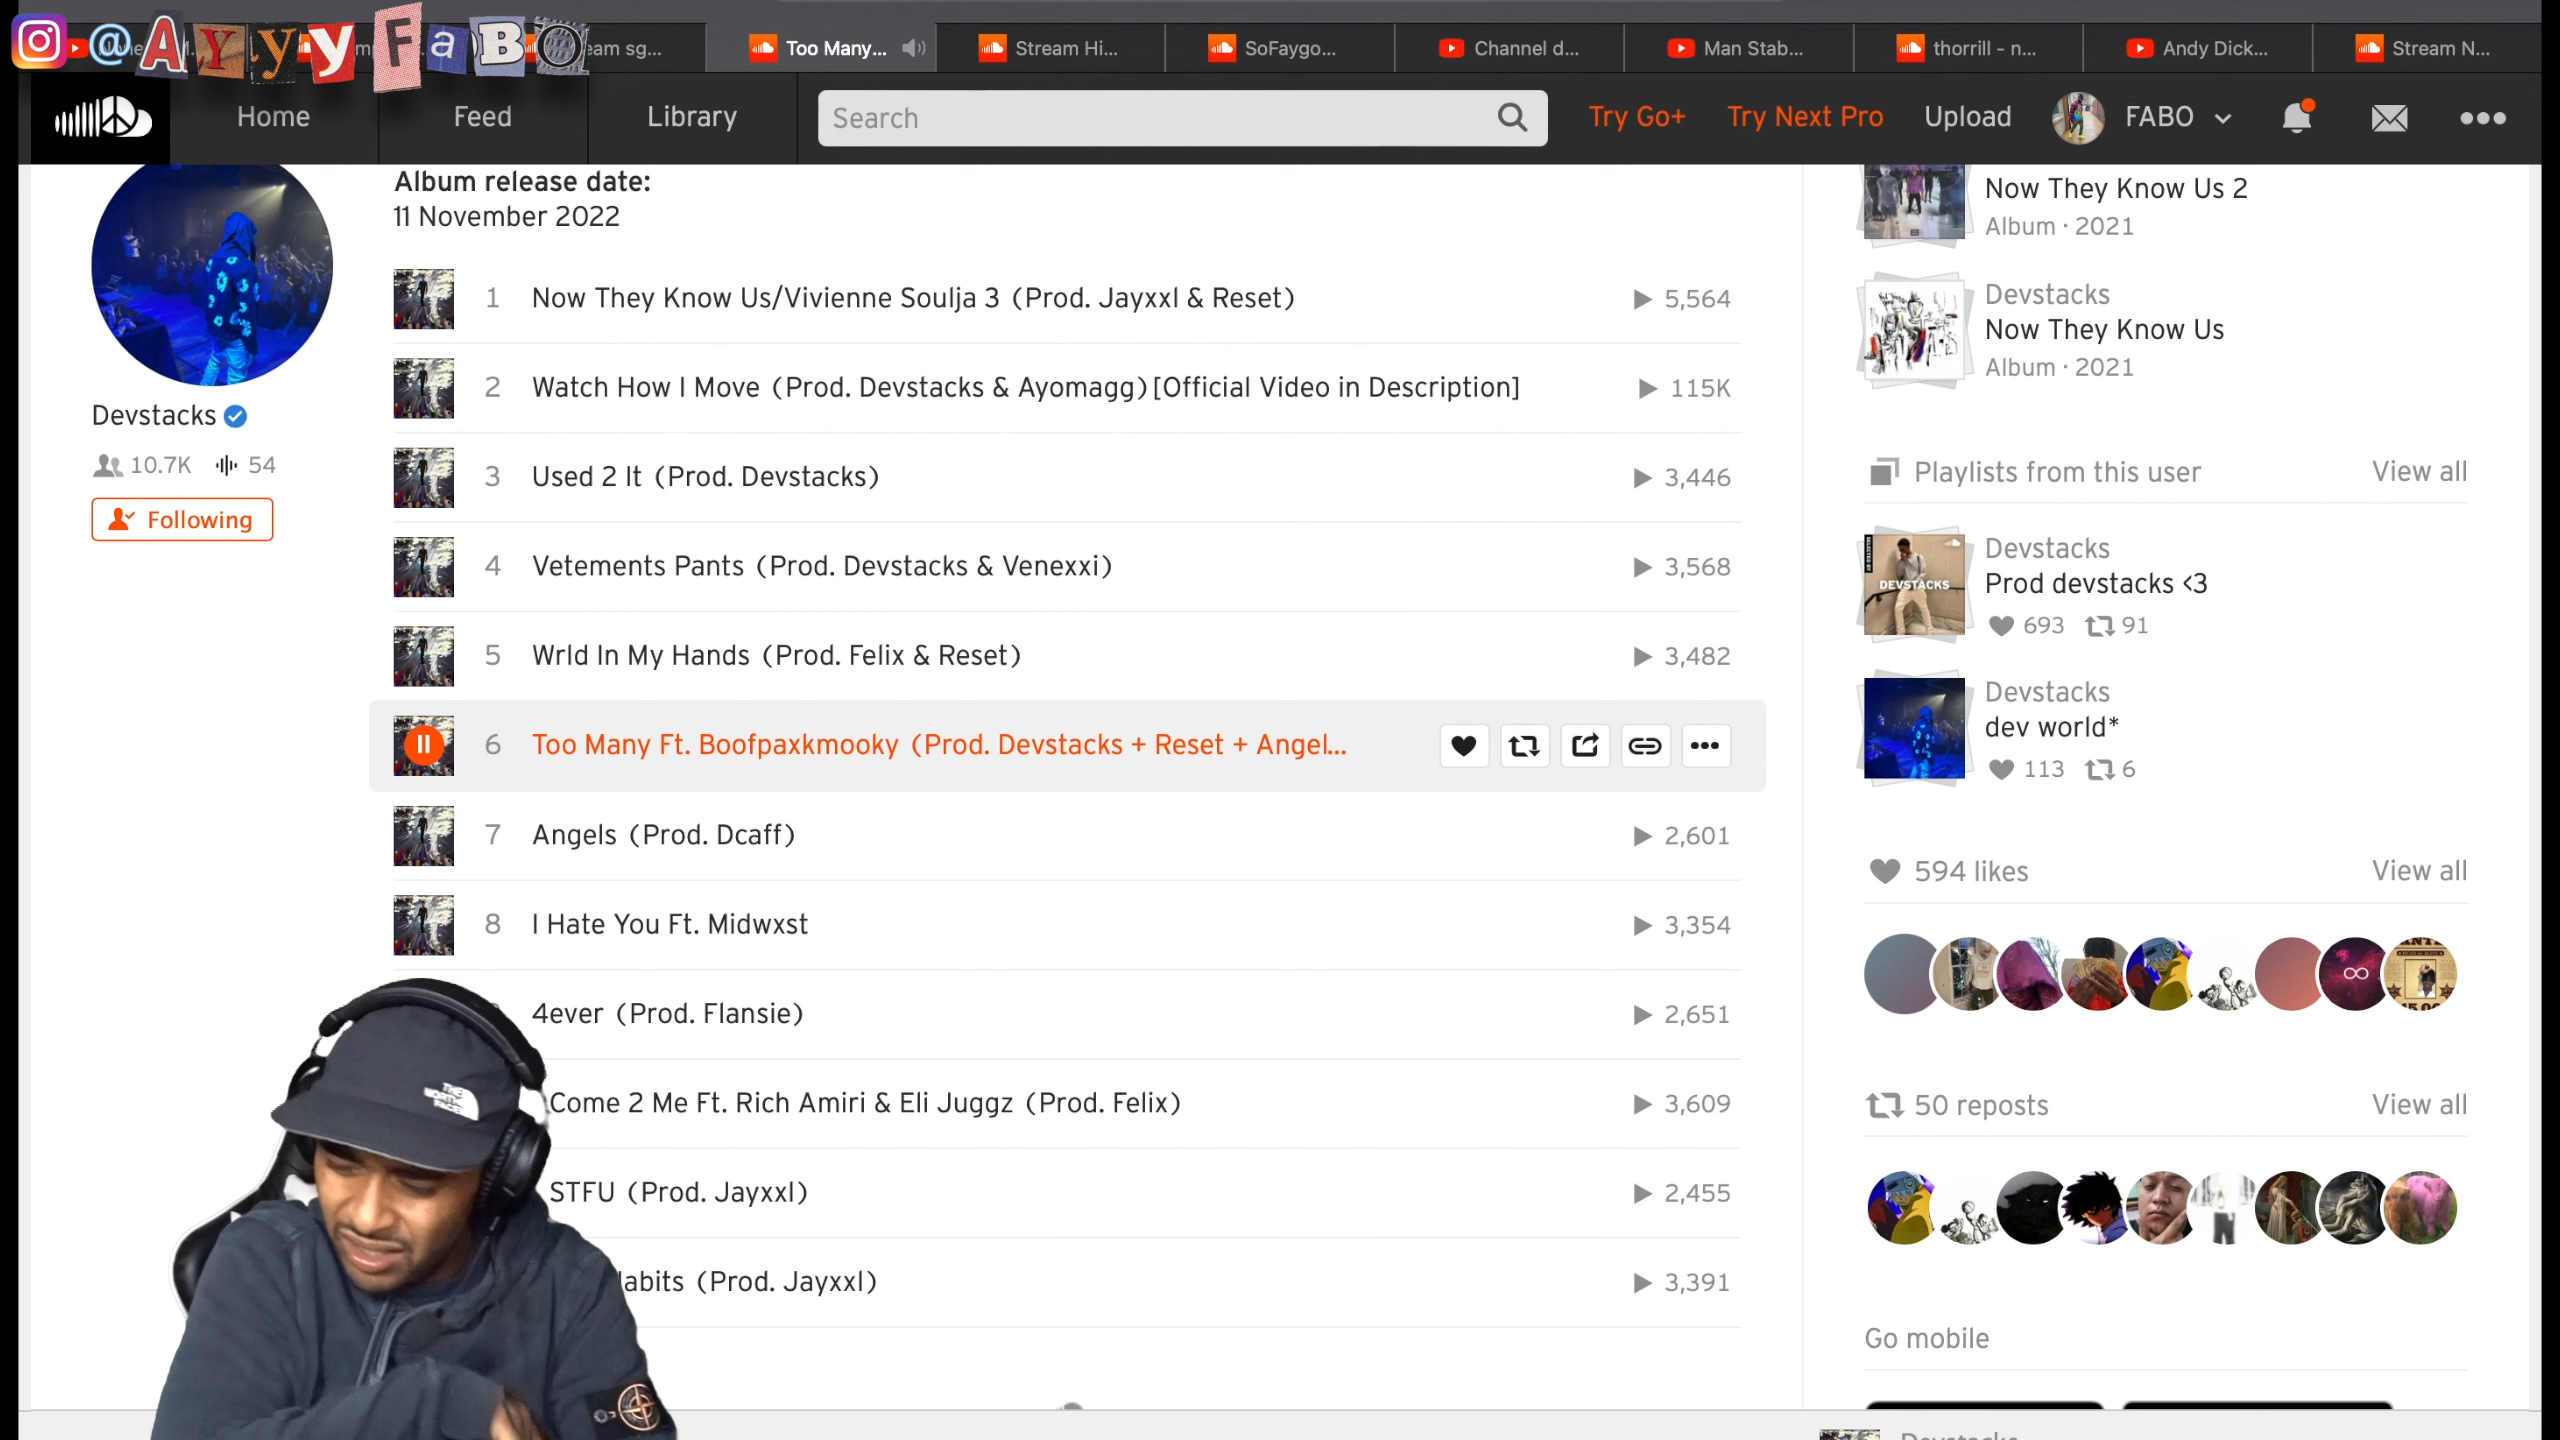 @AYyyFaBO
eam sg...
Too Many...
Stream Hi...
SoFaygo...
Channel d...
Man Stab...
thorrill - n...
Andy Dick...
Stream N...
Home
Feed
Library
Search
Try Go+
Try Next Pro
Upload
FABO
Album release date:
11 November 2022
1 Now They Know Us/Vivienne Soulja 3 (Prod. Jayxxl & Reset) 5,564
2 Watch How I Move (Prod. Devstacks & Ayomagg)[Official Video in Description] 115K
3 Used 2 It (Prod. Devstacks) 3,446
4 Vetements Pants (Prod. Devstacks & Venexxi) 3,568
5 Wrld In My Hands (Prod. Felix & Reset) 3,482
6 Too Many Ft. Boofpaxkmooky (Prod. Devstacks + Reset + Angel...
7 Angels (Prod. Dcaff) 2,601
8 I Hate You Ft. Midwxst 3,354
4ever (Prod. Flansie) 2,651
Come 2 Me Ft. Rich Amiri & Eli Juggz (Prod. Felix) 3,609
STFU (Prod. Jayxxl) 2,455
abits (Prod. Jayxxl) 3,391
Devstacks
10.7K 54
Following
THE NORTH FACE
Now They Know Us 2
Album · 2021
Devstacks
Now They Know Us
Album · 2021
Playlists from this user View all
DEVSTACKS
Devstacks
Prod devstacks <3
693 91
Devstacks
dev world*
113 6
594 likes View all
50 reposts View all
Go mobile
Devstacks